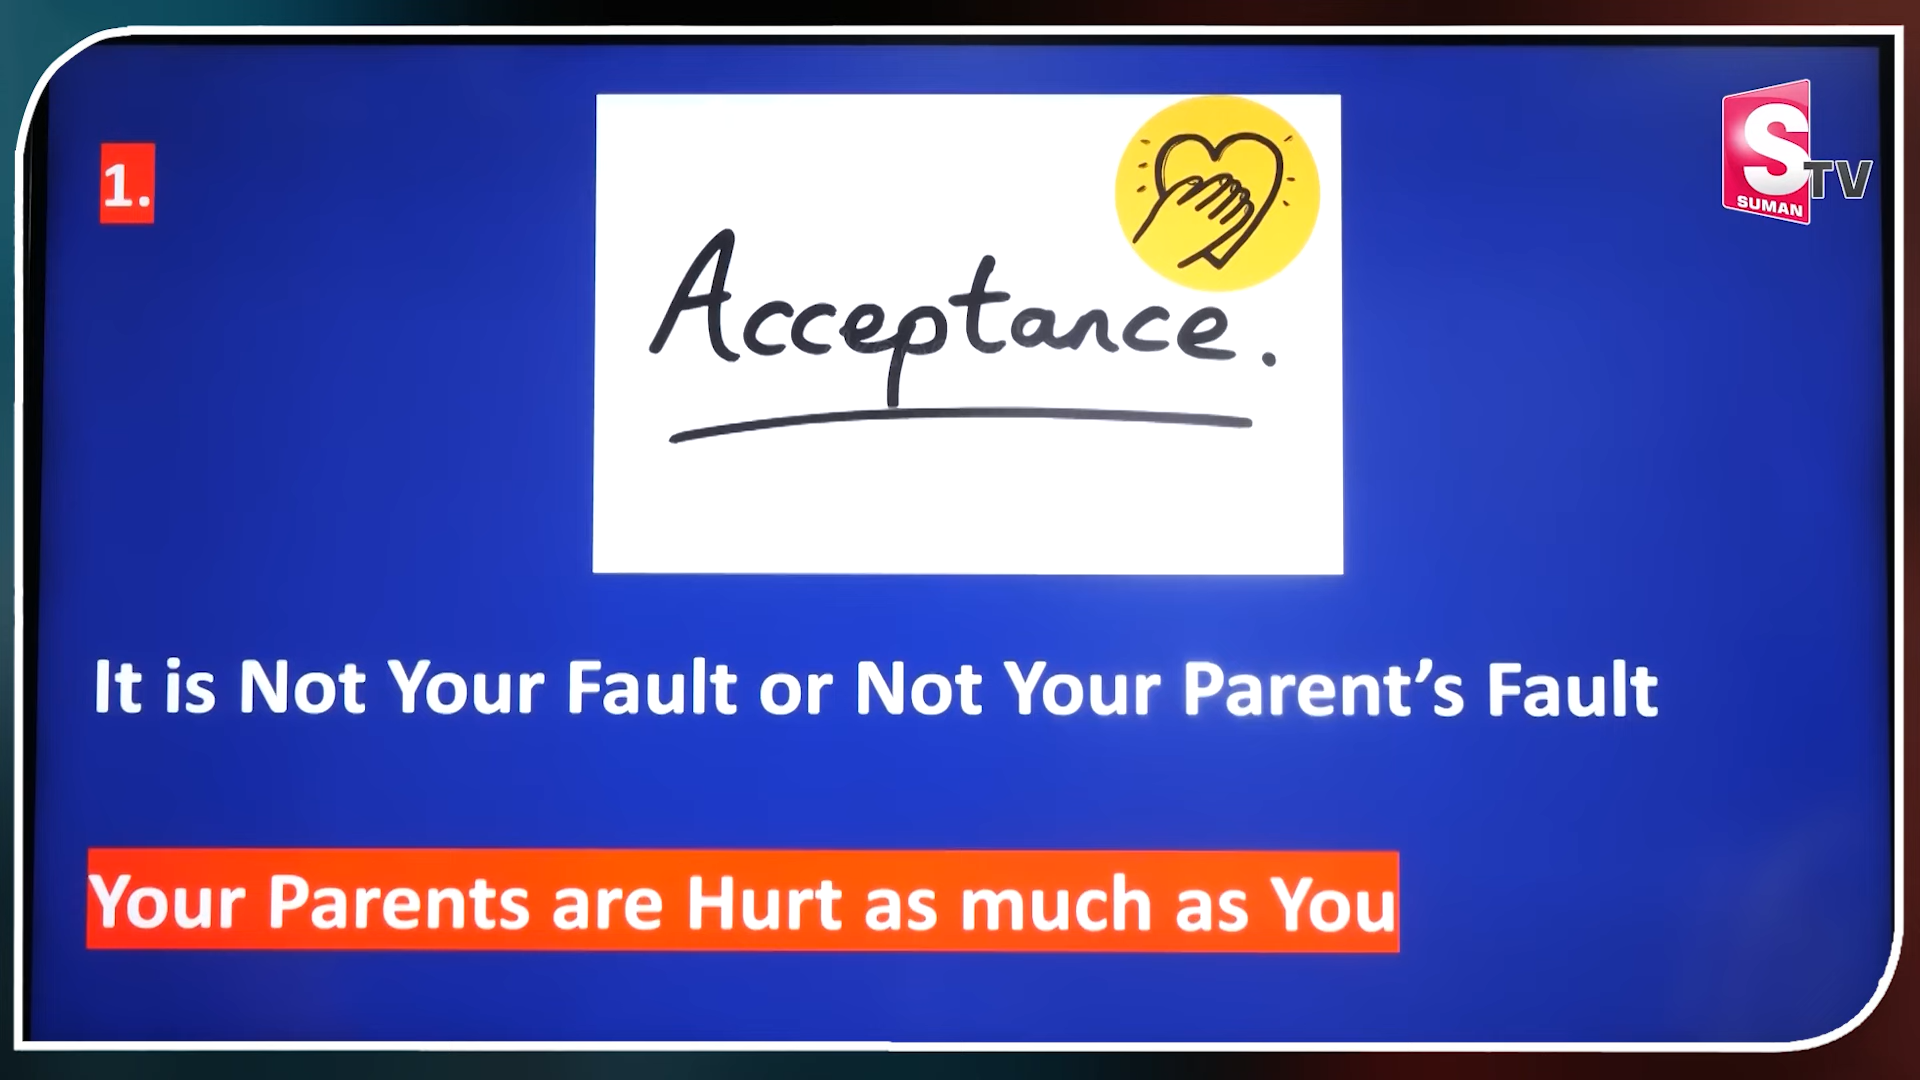 1.
Acceptance.
S TV
SUMAN
It is Not Your Fault or Not Your Parent’s Fault
Your Parents are Hurt as much as You